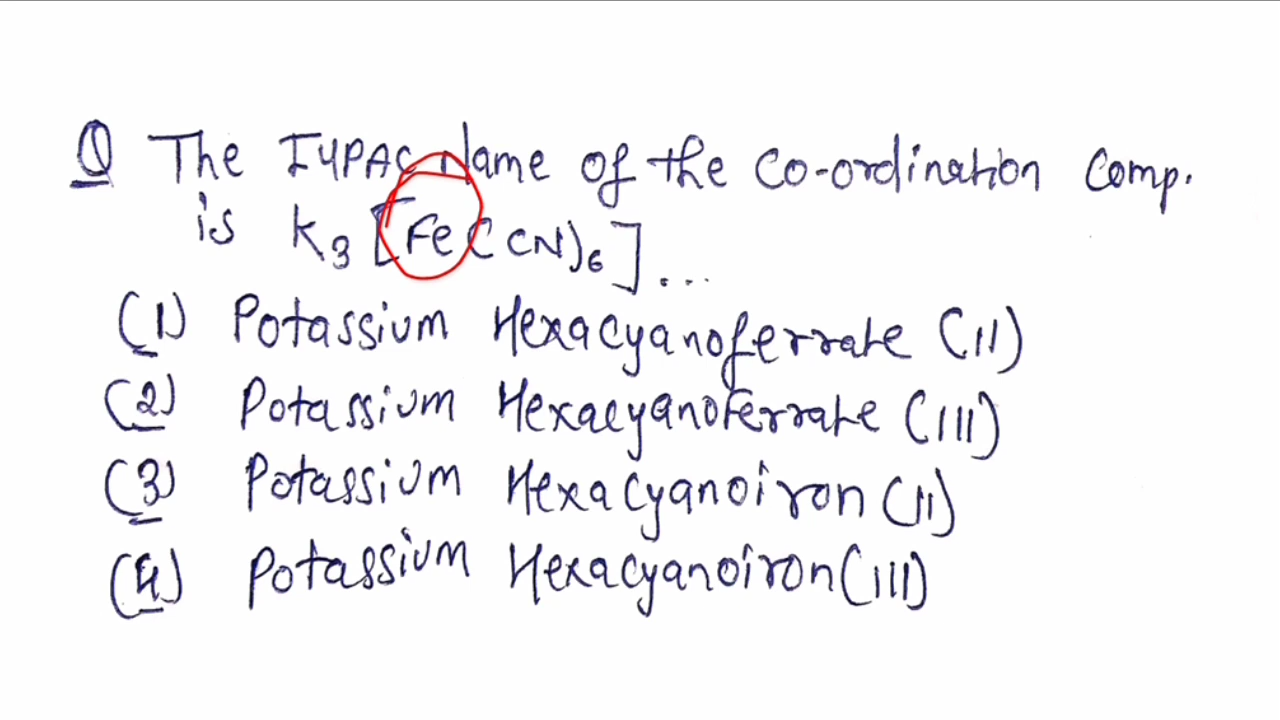 Q The IUPAC Name of the Co-ordination Comp.
is K3 [Fe(CN)6]...
(1) Potassium Hexacyanoferrate (II)
(2) Potassium Hexacyanoferrate (III)
(3) Potassium Hexacyanoiron (II)
(4) Potassium Hexacyanoiron (III)